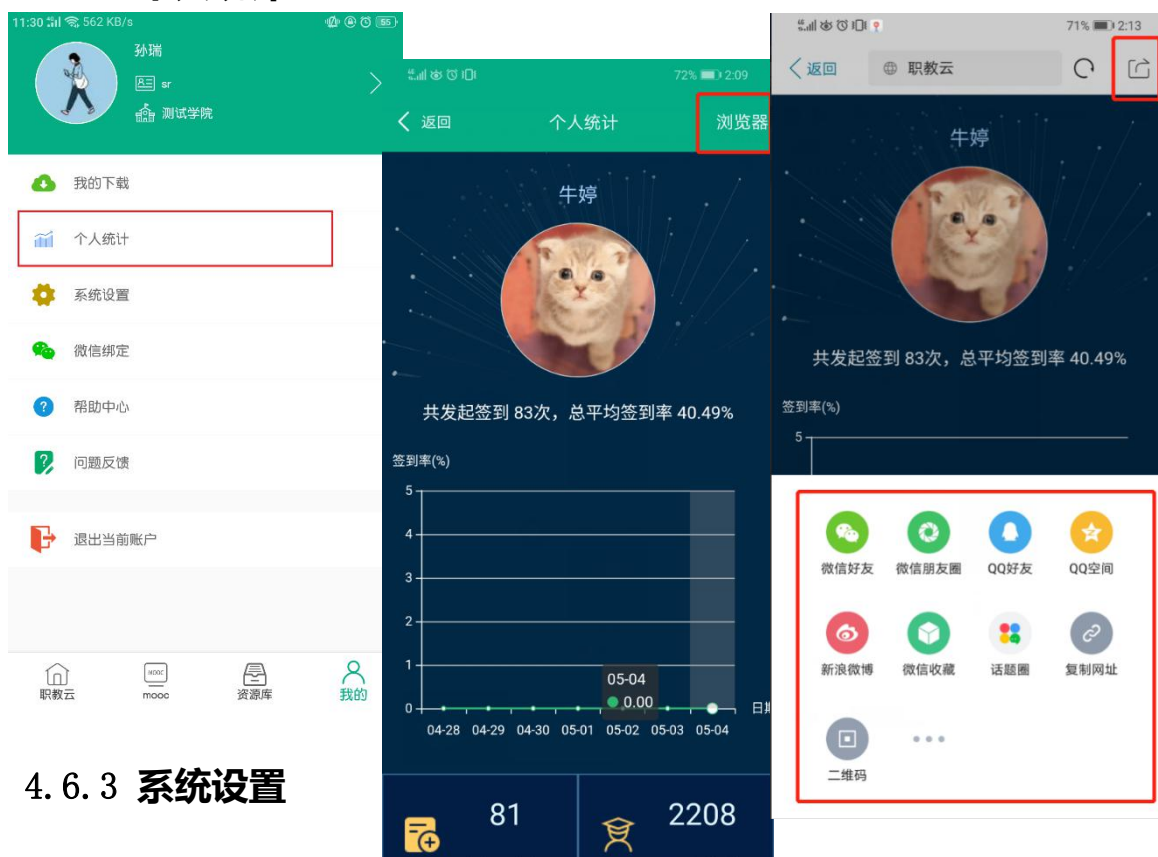 11:30 562 KB/s 55
孙瑞
sr
测试学院
我的下载
个人统计
系统设置
微信绑定
帮助中心
问题反馈
退出当前账户
职教云
MOOC
mooc
资源库
我的
4.6.3 系统设置
72% 2:09
返回 个人统计 浏览器
牛婷
共发起签到 83次，总平均签到率 40.49%
签到率(%)
5
4
3
2
1
0
05-04
0.00
04-28 04-29 04-30 05-01 05-02 05-03 05-04
81 2208
71% 2:13
返回 职教云
牛婷
共发起签到 83次，总平均签到率 40.49%
签到率(%)
5
微信好友 微信朋友圈 QQ好友 QQ空间
新浪微博 微信收藏 话题圈 复制网址
二维码